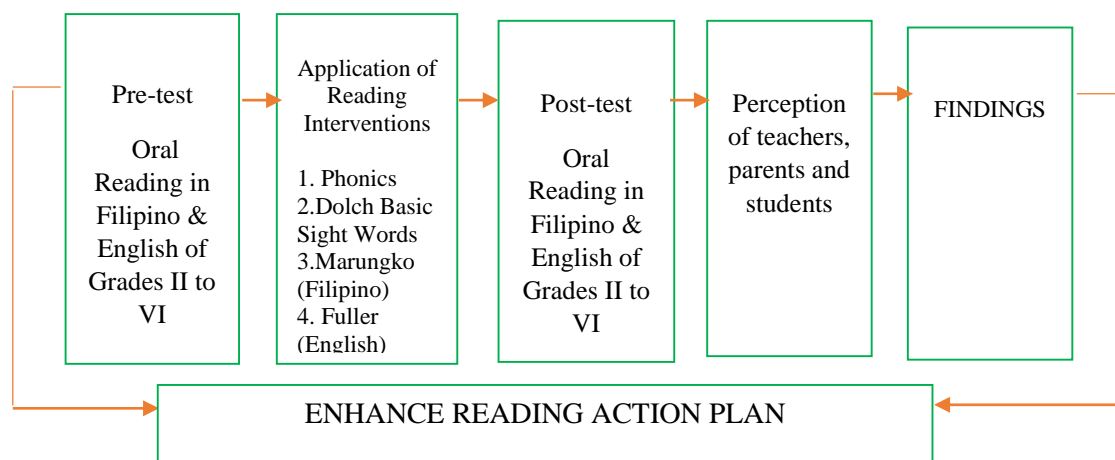 Pre-test
Oral
Reading in
Filipino &
English of
Grades II to
VI
Application of
Reading
Interventions
1. Phonics
2.Dolch Basic
Sight Words
3.Marungko
(Filipino)
4. Fuller
(English)
Post-test
Oral
Reading in
Filipino &
English of
Grades II to
VI
Perception
of teachers,
parents and
students
FINDINGS
ENHANCE READING ACTION PLAN